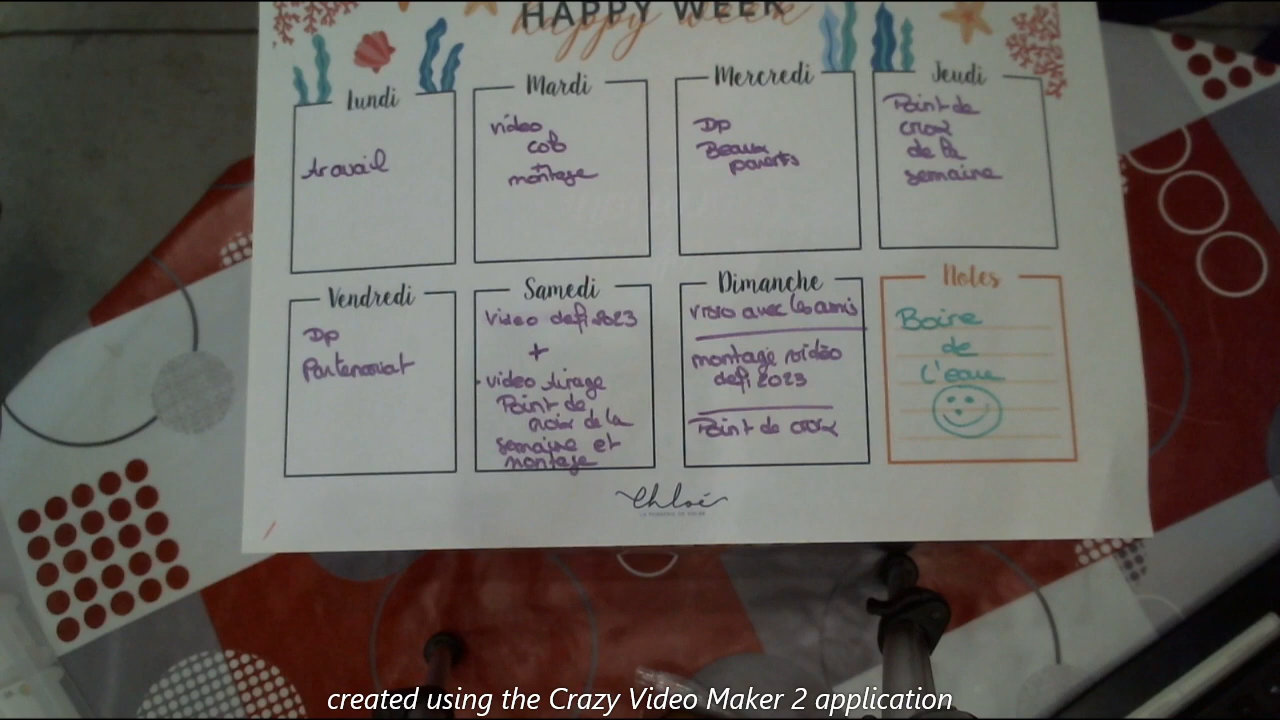 HAPPY WEEK
happy week
Lundi
travail
Mardi
video
cob
+
montage
Mercredi
Dp
Beaux
parents
Jeudi
Point de
croix
de la
semaine
Vendredi
Dp
Partenariat
Samedi
video defi 2023
+
video tirage
Point de
croix de la
semaine et
montage
Dimanche
visio avec les amis
montage vidéo
defi 2023
Point de croix
Notes
Boire
de
L'eau
Chloé
created using the Crazy Video Maker 2 application